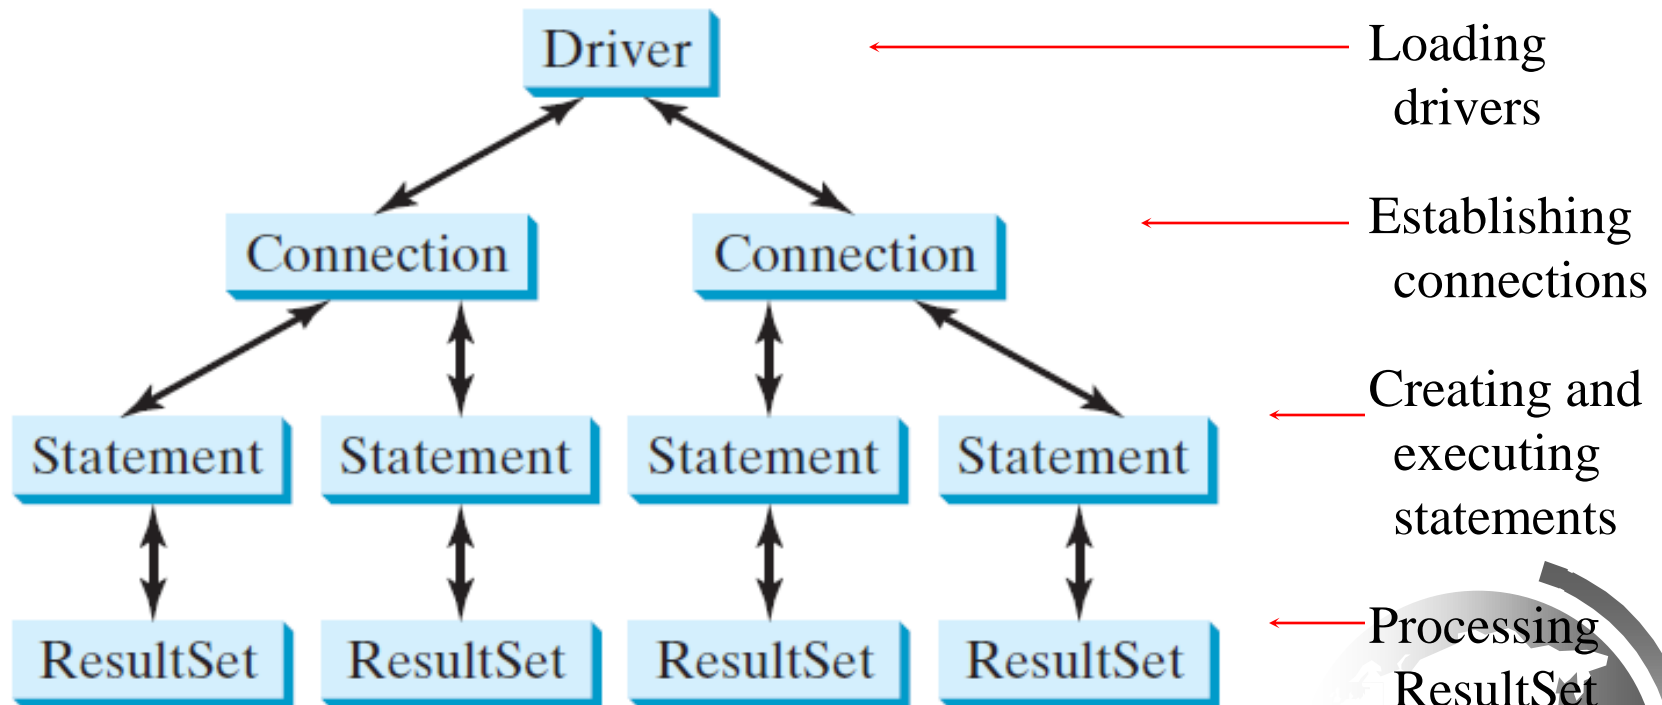 Driver
Loading
drivers
Connection
Connection
Establishing
connections
Statement
Statement
Statement
Statement
Creating and
executing
statements
ResultSet
ResultSet
ResultSet
ResultSet
Processing
ResultSet